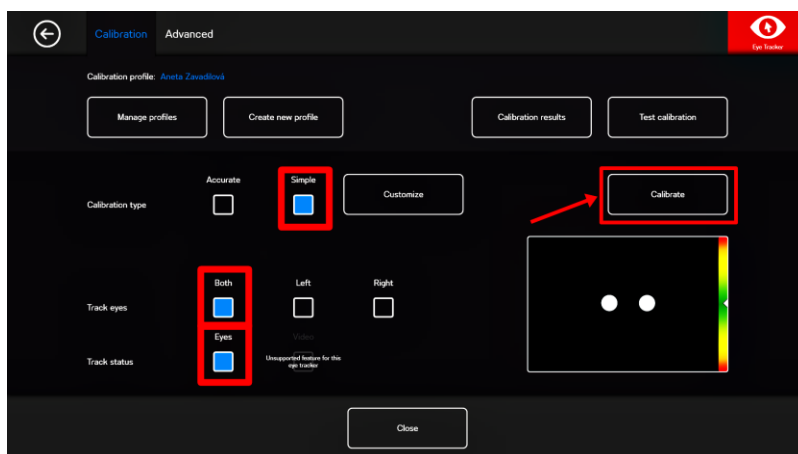 Calibration Advanced
Eye Tracker
Calibration profile: Aneta Zavadilová
Manage profiles Create new profile Calibration results Test calibration
Accurate Simple
Calibration type Customize Calibrate
Both Left Right
Track eyes
Eyes Video
Track status Unsupported feature for this
eye tracker
Close